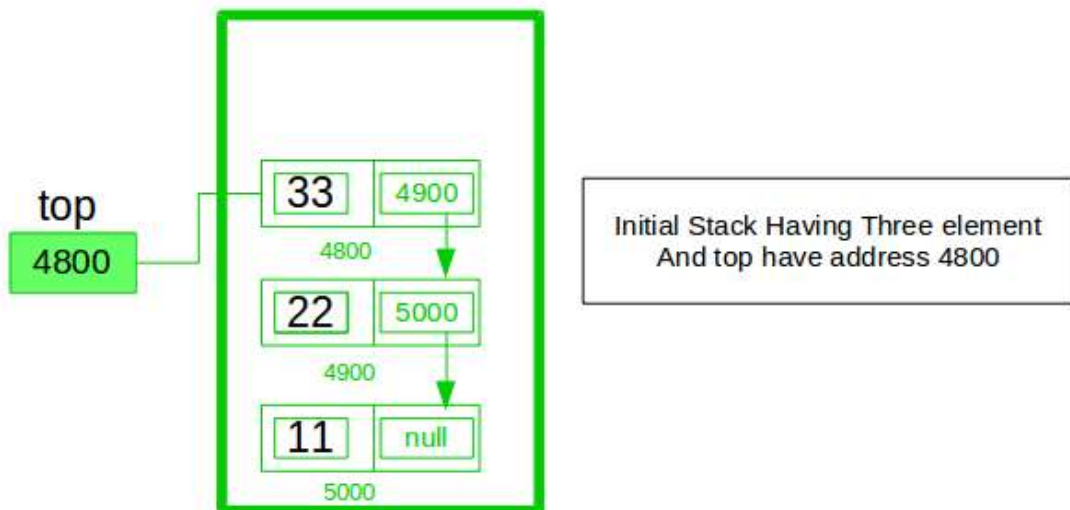 33 4900
top
4800
4800
22 5000
4900
11 null
5000
Initial Stack Having Three element
And top have address 4800